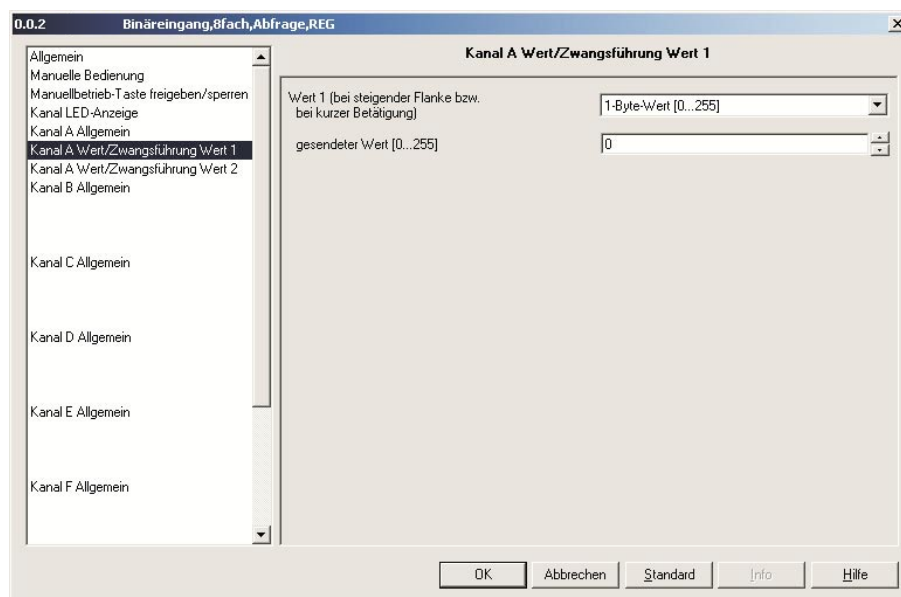 0.0.2 Binäreingang,8fach,Abfrage,REG
Allgemein
Manuelle Bedienung
Manuellbetrieb-Taste freigeben/sperren
Kanal LED-Anzeige
Kanal A Allgemein
Kanal A Wert/Zwangsführung Wert 1
Kanal A Wert/Zwangsführung Wert 2
Kanal B Allgemein
Kanal C Allgemein
Kanal D Allgemein
Kanal E Allgemein
Kanal F Allgemein
Kanal A Wert/Zwangsführung Wert 1
Wert 1 (bei steigender Flanke bzw.
bei kurzer Betätigung)
1-Byte-Wert [0...255]
gesendeter Wert [0...255]
0
OK Abbrechen Standard Info Hilfe